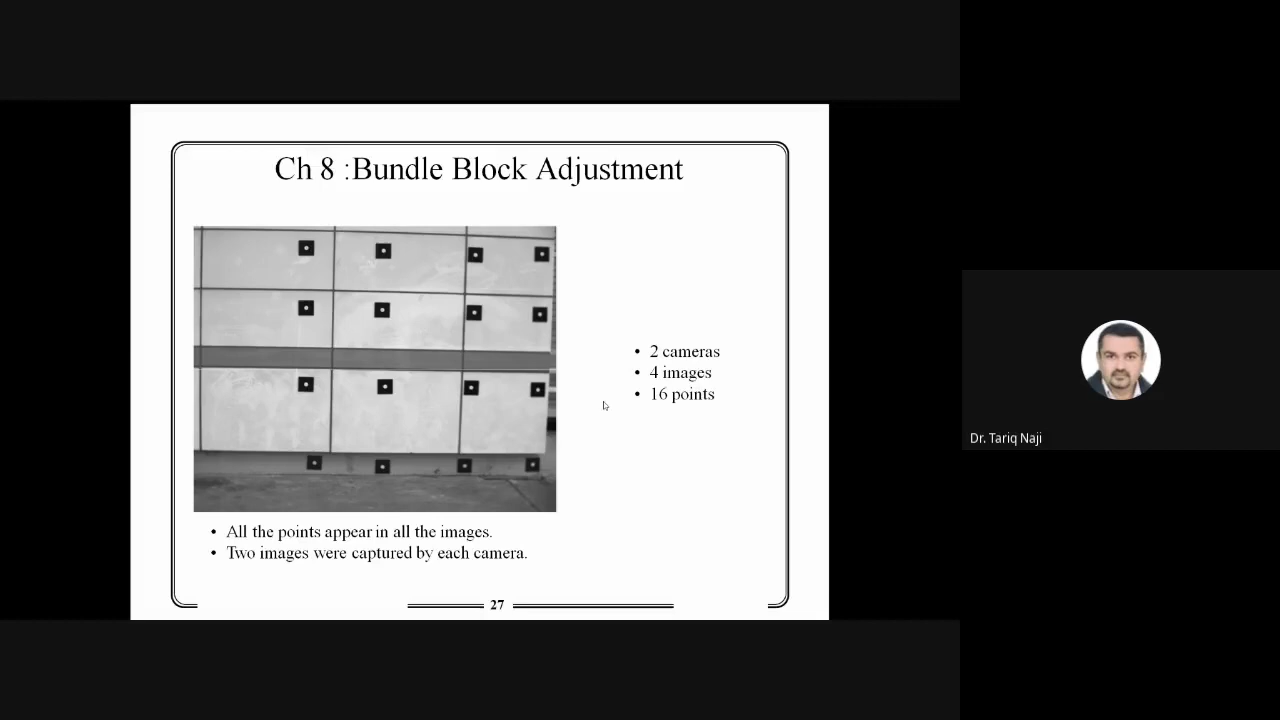 Ch 8 :Bundle Block Adjustment
• 2 cameras
• 4 images
• 16 points
• All the points appear in all the images.
• Two images were captured by each camera.
27
Dr. Tariq Naji